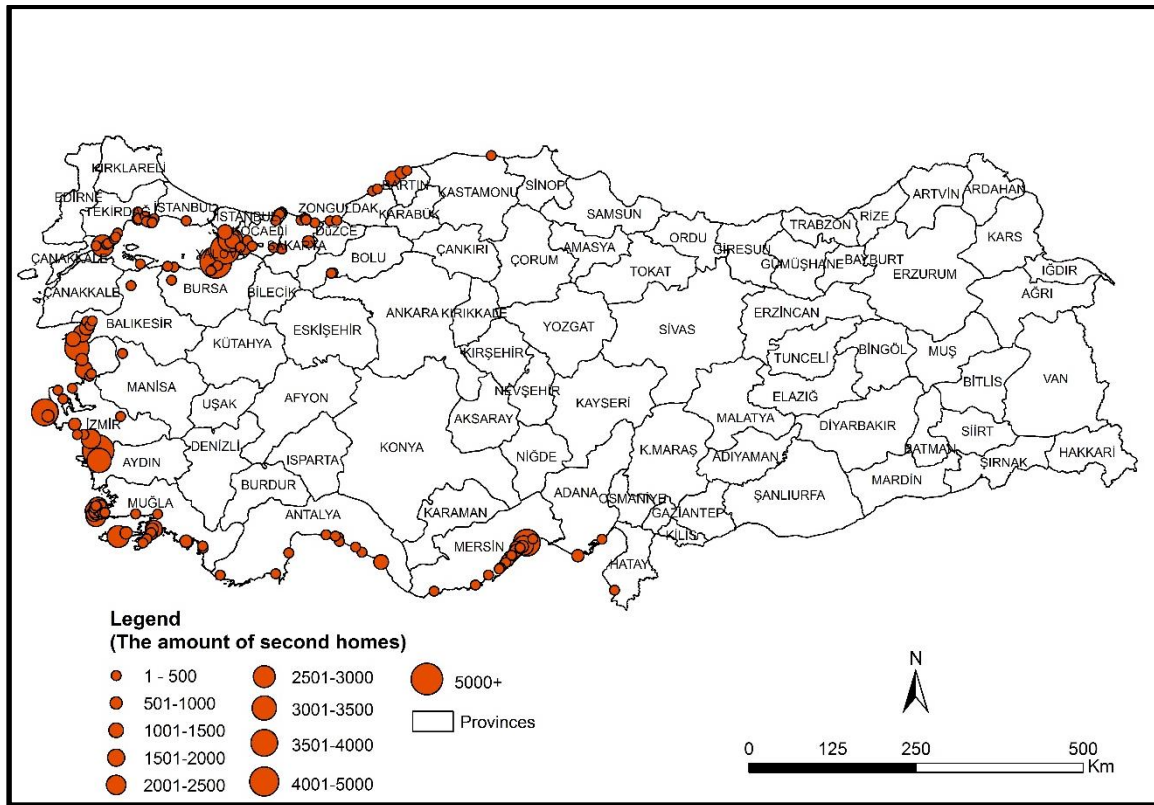 KIRKLARELİ
EDİRNE
TEKİRDAĞ
İSTANBUL
İSTANBUL
KOCAELİ
SAKARYA
DÜZCE
ZONGULDAK
BARTIN
KARABÜK
KASTAMONU
SİNOP
SAMSUN
ORDU
GİRESUN
TRABZON
RİZE
ARTVİN
ARDAHAN
KARS
ÇANAKKALE
ÇANAKKALE
YA
BURSA
BİLECİK
BOLU
ÇANKIRI
ÇORUM
AMASYA
TOKAT
GÜMÜŞHANE
BAYBURT
ERZURUM
IĞDIR
AĞRI
BALIKESİR
KÜTAHYA
ESKİŞEHİR
ANKARA
KIRIKKALE
YOZGAT
SİVAS
ERZİNCAN
TUNCELİ
BİNGÖL
MUŞ
BİTLİS
VAN
MANİSA
UŞAK
AFYON
KIRŞEHİR
NEVŞEHİR
AKSARAY
KAYSERİ
MALATYA
ELAZIĞ
DİYARBAKIR
BATMAN
SİİRT
ŞIRNAK
HAKKARİ
İZMİR
AYDIN
DENİZLİ
ISPARTA
BURDUR
KONYA
NİĞDE
K.MARAŞ
ADIYAMAN
ŞANLIURFA
MARDİN
MUĞLA
ANTALYA
KARAMAN
MERSİN
ADANA
OSMANİYE
GAZİANTEP
KİLİS
HATAY
Legend
(The amount of second homes)
1 - 500
501-1000
1001-1500
1501-2000
2001-2500
2501-3000
3001-3500
3501-4000
4001-5000
5000+
Provinces
N
0 125 250 500
Km